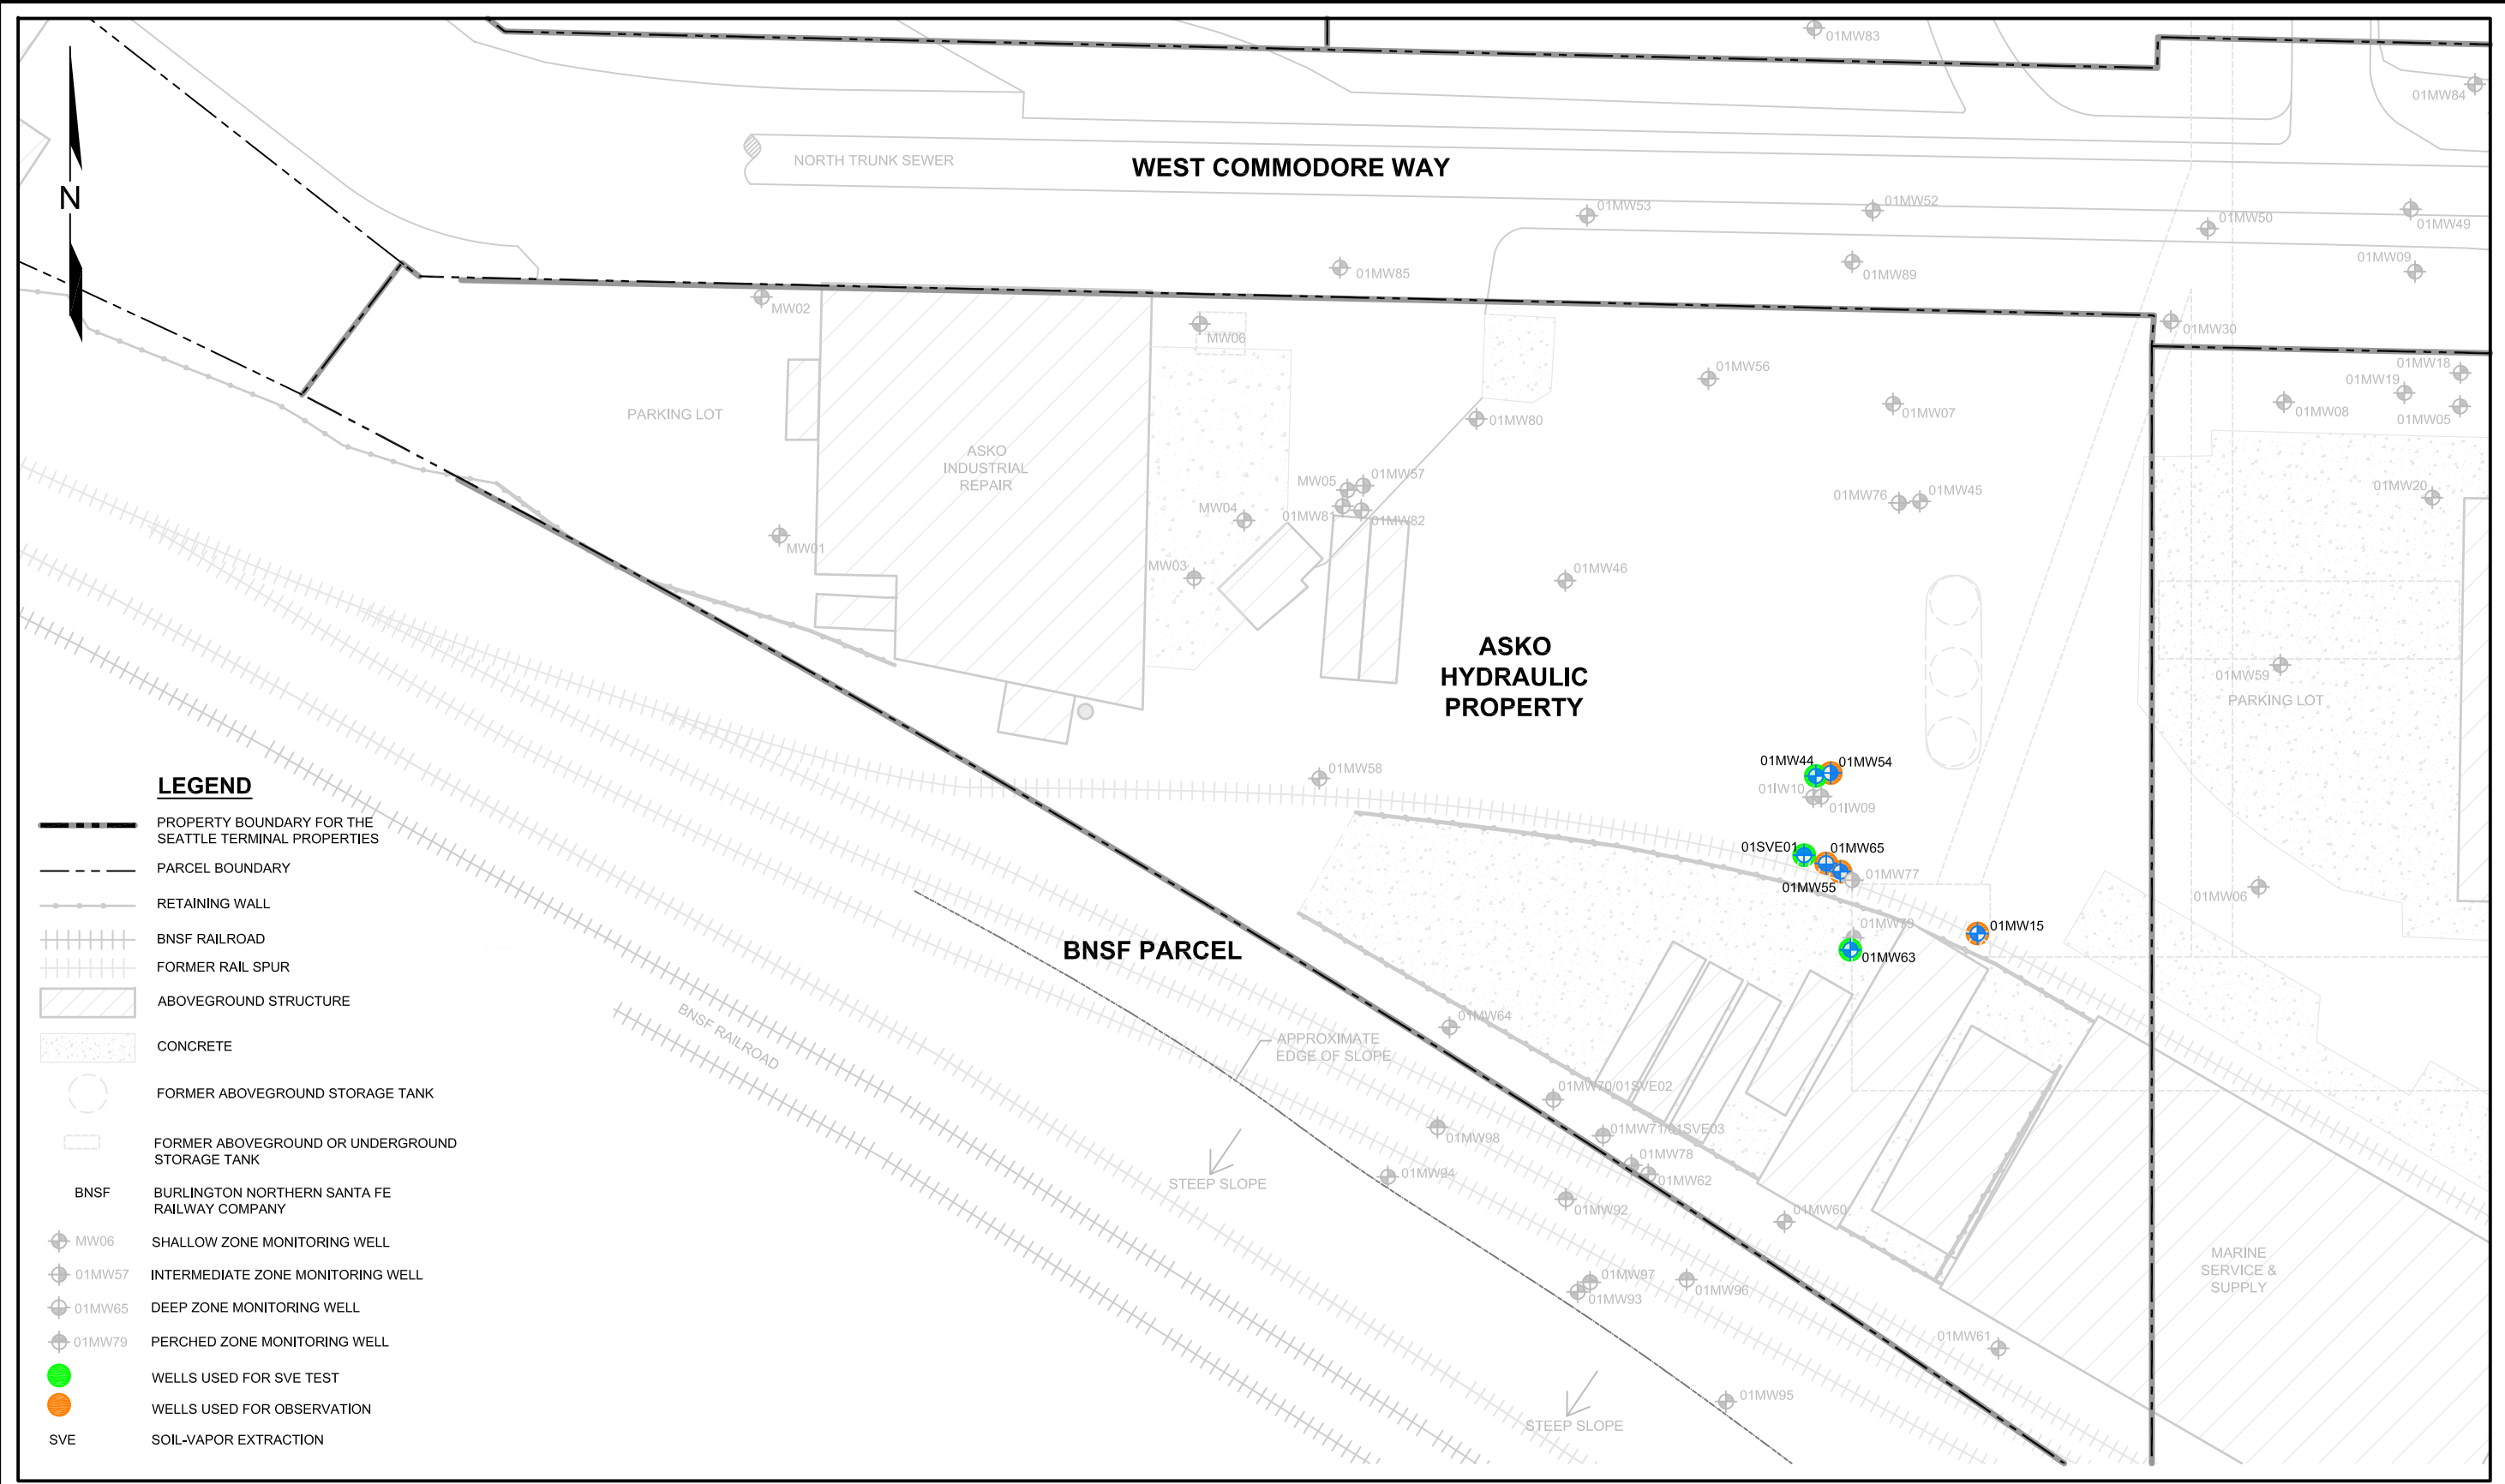 01MW83
01MW84
NORTH TRUNK SEWER
WEST COMMODORE WAY
N
01MW53
01MW52
01MW50
01MW49
01MW85
01MW89
01MW09
MW02
MW06
01MW30
01MW56
01MW18
01MW19
01MW07
01MW08
01MW05
PARKING LOT
01MW80
ASKO
INDUSTRIAL
REPAIR
MW05
01MW57
01MW76
01MW45
01MW20
MW04
01MW81
01MW82
MW01
MW03
01MW46
ASKO
HYDRAULIC
PROPERTY
01MW59
PARKING LOT
01MW44
01MW54
01MW58
01IW10
01IW09
01SVE01
01MW65
01MW77
01MW55
01MW06
01MW79
01MW15
BNSF PARCEL
01MW63
BNSF RAILROAD
01MW64
APPROXIMATE
EDGE OF SLOPE
01MW70/01SVE02
01MW98
01MW71/01SVE03
01MW78
01MW94
01MW62
STEEP SLOPE
01MW92
01MW60
MARINE
SERVICE &
SUPPLY
01MW97
01MW96
01MW93
01MW61
01MW95
STEEP SLOPE
LEGEND
PROPERTY BOUNDARY FOR THE
SEATTLE TERMINAL PROPERTIES
PARCEL BOUNDARY
RETAINING WALL
BNSF RAILROAD
FORMER RAIL SPUR
ABOVEGROUND STRUCTURE
CONCRETE
FORMER ABOVEGROUND STORAGE TANK
FORMER ABOVEGROUND OR UNDERGROUND
STORAGE TANK
BNSF BURLINGTON NORTHERN SANTA FE
RAILWAY COMPANY
MW06 SHALLOW ZONE MONITORING WELL
01MW57 INTERMEDIATE ZONE MONITORING WELL
01MW65 DEEP ZONE MONITORING WELL
01MW79 PERCHED ZONE MONITORING WELL
WELLS USED FOR SVE TEST
WELLS USED FOR OBSERVATION
SVE SOIL-VAPOR EXTRACTION